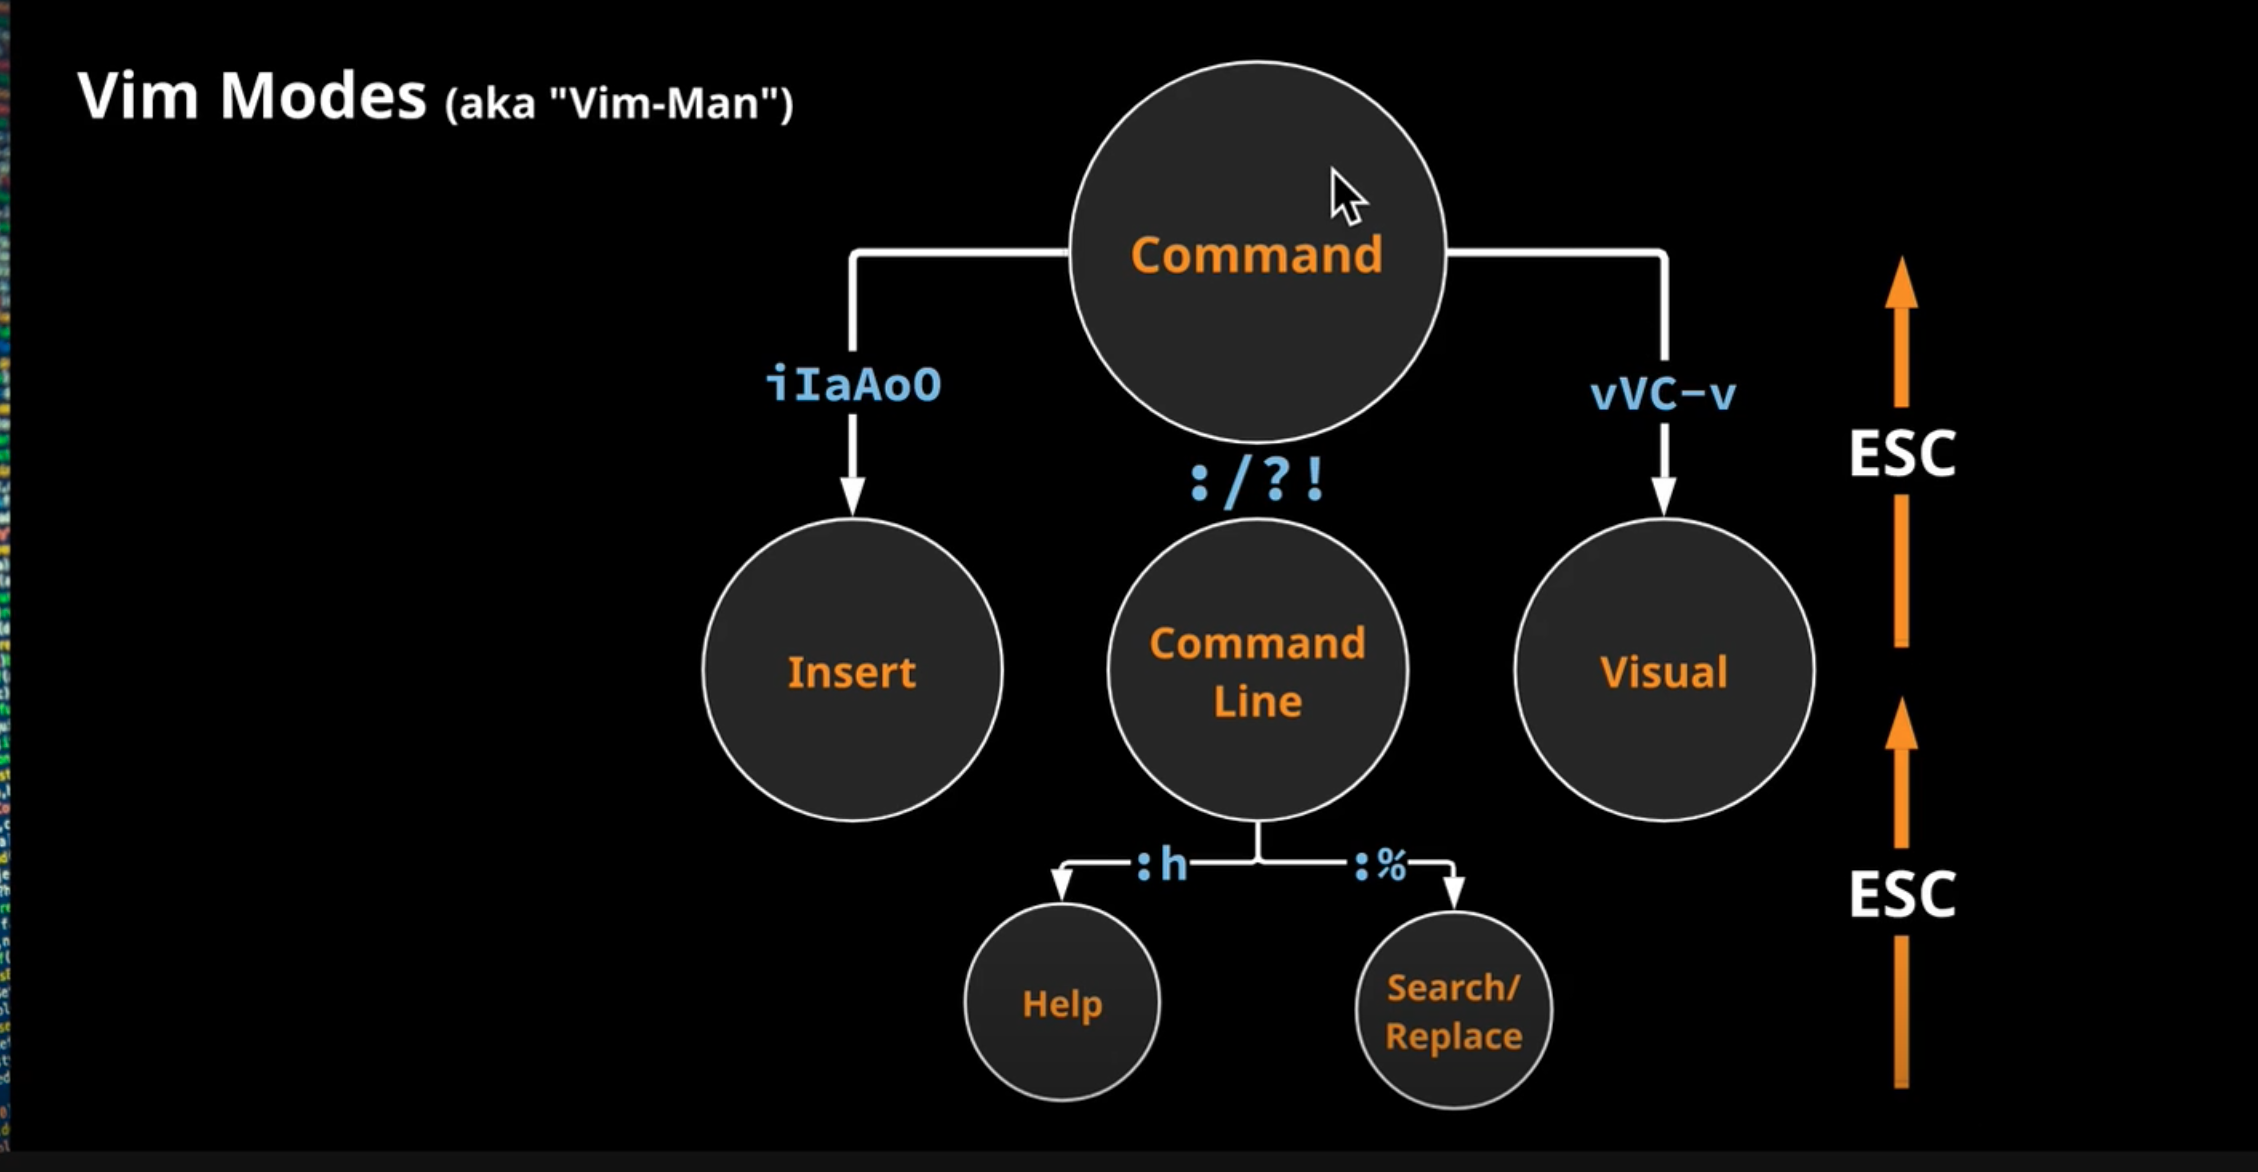 Vim Modes (aka "Vim-Man")
Command
iIaAoO
vVC-v
:/?!
ESC
Insert
Command
Line
Visual
:h
:%
ESC
Help
Search/
Replace